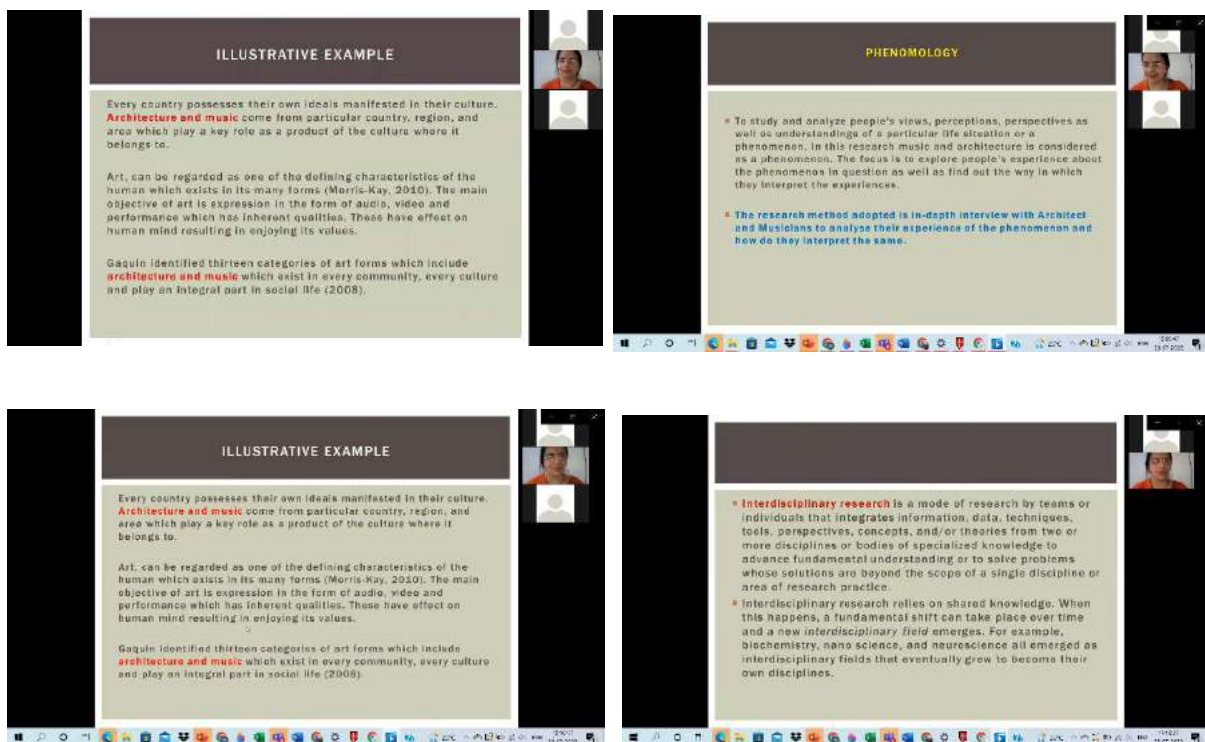 ILLUSTRATIVE EXAMPLE
Every country possesses their own ideals manifested in their culture.
Architecture and music come from particular country, region, and
area which play a key role as a product of the culture where it
belongs to.
Art, can be regarded as one of the defining characteristics of the
human which exists in its many forms (Morris-Kay, 2010). The main
objective of art is expression in the form of audio, video and
performance which has inherent qualities. These have effect on
human mind resulting in enjoying its values.
Gaquin identified thirteen categories of art forms which include
architecture and music which exist in every community, every culture
and play an integral part in social life (2008).
PHENOMOLOGY
To study and analyze people's views, perceptions, perspectives as
well as understandings of a particular life situation or a
phenomenon. In this research music and architecture is considered
as a phenomenon. The focus is to explore people's experience about
the phenomenon in question as well as find out the way in which
they interpret the experiences.
The research method adopted is in-depth interview with Architect
and Musicians to analyse their experience of the phenomenon and
how do they interpret the same.
ILLUSTRATIVE EXAMPLE
Every country possesses their own ideals manifested in their culture.
Architecture and music come from particular country, region, and
area which play a key role as a product of the culture where it
belongs to.
Art, can be regarded as one of the defining characteristics of the
human which exists in its many forms (Morris-Kay, 2010). The main
objective of art is expression in the form of audio, video and
performance which has inherent qualities. These have effect on
human mind resulting in enjoying its values.
Gaquin identified thirteen categories of art forms which include
architecture and music which exist in every community, every culture
and play an integral part in social life (2008).
Interdisciplinary research is a mode of research by teams or
individuals that integrates information, data, techniques,
tools, perspectives, concepts, and/or theories from two or
more disciplines or bodies of specialized knowledge to
advance fundamental understanding or to solve problems
whose solutions are beyond the scope of a single discipline or
area of research practice.
Interdisciplinary research relies on shared knowledge. When
this happens, a fundamental shift can take place over time
and a new interdisciplinary field emerges. For example,
biochemistry, nano science, and neuroscience all emerged as
interdisciplinary fields that eventually grew to become their
own disciplines.